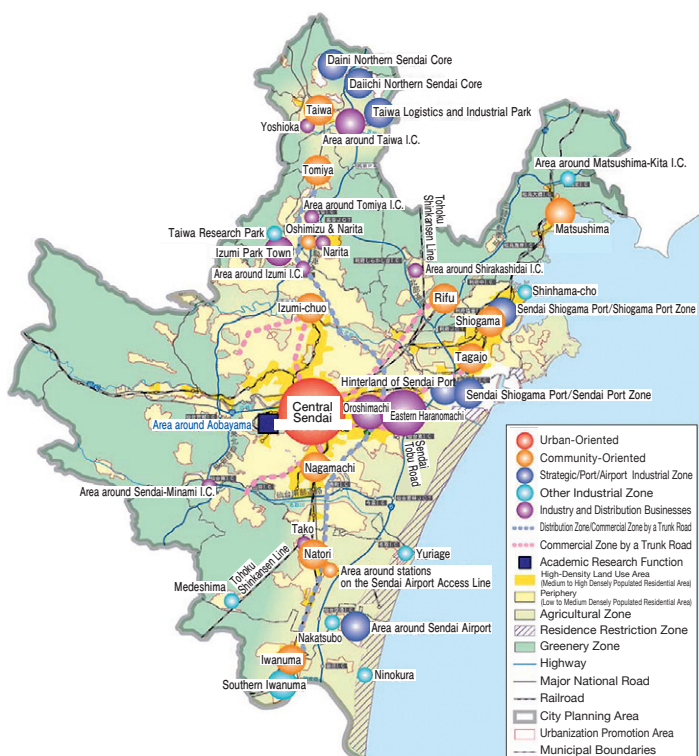 Daini Northern Sendai Core
Daiichi Northern Sendai Core
Taiwa
Taiwa Logistics and Industrial Park
Yoshioka
Area around Taiwa I.C.
Area around Matsushima-Kita I.C.
Tomiya
Tohoku
Shinkansen Line
Area around Tomiya I.C.
Matsushima
Taiwa Research Park
Oshimizu & Narita
Izumi Park Town
Narita
Area around Izumi I.C.
Area around Shirakashidai I.C.
Shinhama-cho
Izumi-chuo
Rifu
Sendai Shiogama Port/Shiogama Port Zone
Shiogama
Tagajo
Hinterland of Sendai Port
Sendai Shiogama Port/Sendai Port Zone
Central
Sendai
Oroshimachi
Eastern Haranomachi
Area around Aobayama
Sendai
Tobu Road
Nagamachi
Area around Sendai-Minami I.C.
Tako
Natori
Yuriage
Tohoku
Shinkansen Line
Area around stations
on the Sendai Airport Access Line
Medeshima
Nakatsubo
Area around Sendai Airport
Iwanuma
Southern Iwanuma
Ninokura
Urban-Oriented
Community-Oriented
Strategic/Port/Airport Industrial Zone
Other Industrial Zone
Industry and Distribution Businesses
Distribution Zone/Commercial Zone by a Trunk Road
Commercial Zone by a Trunk Road
Academic Research Function
High-Density Land Use Area
(Medium to High Densely Populated Residential Area)
Periphery
(Low to Medium Densely Populated Residential Area)
Agricultural Zone
Residence Restriction Zone
Greenery Zone
Highway
Major National Road
Railroad
City Planning Area
Urbanization Promotion Area
Municipal Boundaries